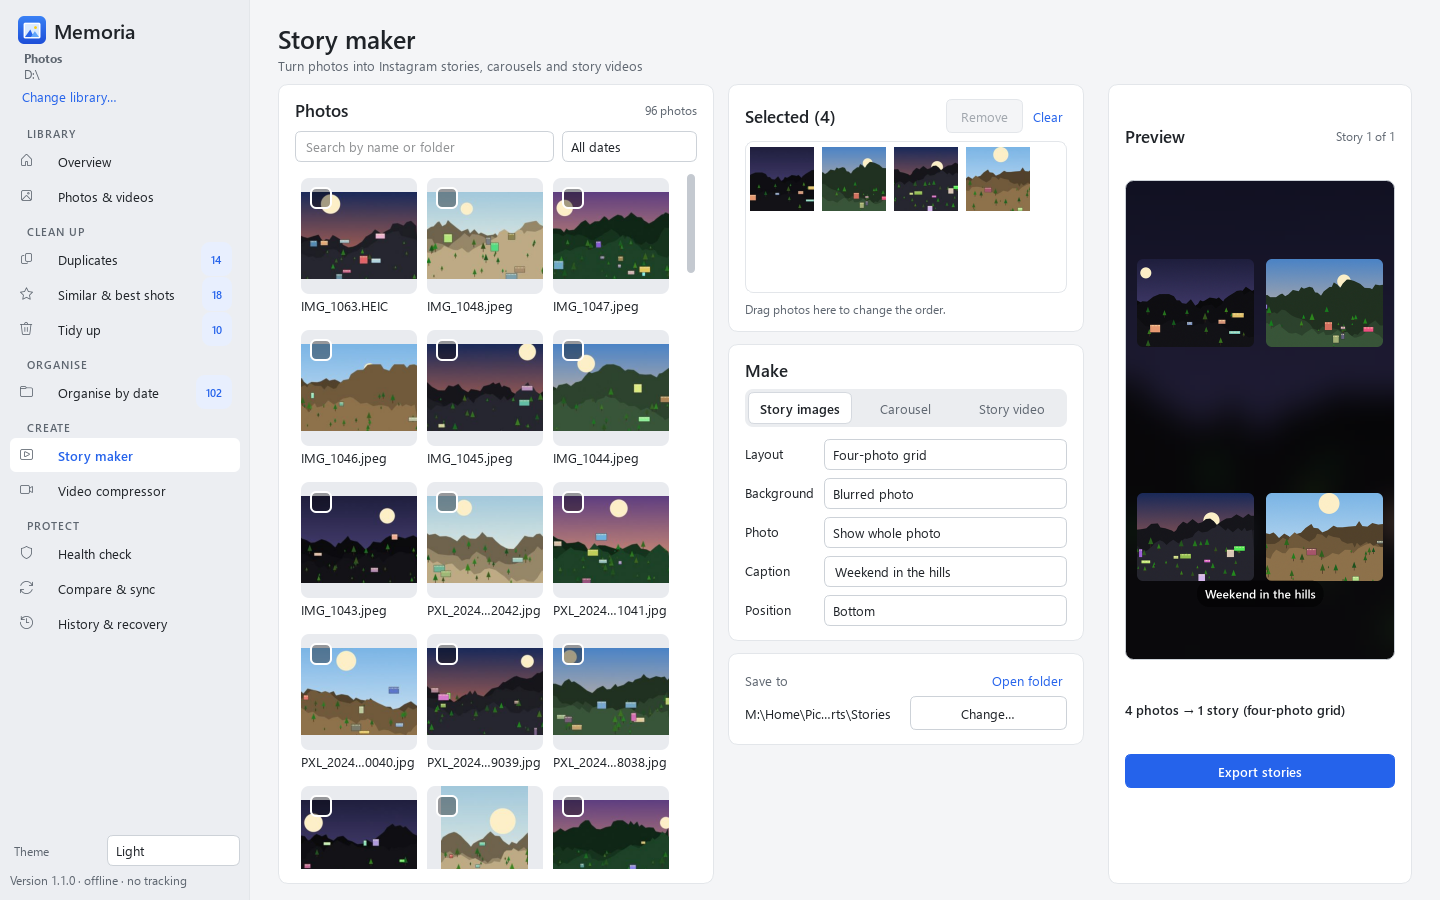 Memoria
Photos
D:\
Change library...
LIBRARY
Overview
Photos & videos
CLEAN UP
Duplicates 14
Similar & best shots 18
Tidy up 10
ORGANISE
Organise by date 102
CREATE
Story maker
Video compressor
PROTECT
Health check
Compare & sync
History & recovery
Theme Light
Version 1.1.0 · offline · no tracking
Story maker
Turn photos into Instagram stories, carousels and story videos
Photos 96 photos
Search by name or folder All dates
IMG_1063.HEIC IMG_1048.jpeg IMG_1047.jpeg
IMG_1046.jpeg IMG_1045.jpeg IMG_1044.jpeg
IMG_1043.jpeg PXL_2024...2042.jpg PXL_2024...1041.jpg
PXL_2024...0040.jpg PXL_2024...9039.jpg PXL_2024...8038.jpg
Selected (4) Remove Clear
Drag photos here to change the order.
Make
Story images Carousel Story video
Layout Four-photo grid
Background Blurred photo
Photo Show whole photo
Caption Weekend in the hills
Position Bottom
Save to Open folder
M:\Home\Pic...rts\Stories Change...
Preview Story 1 of 1
Weekend in the hills
4 photos → 1 story (four-photo grid)
Export stories